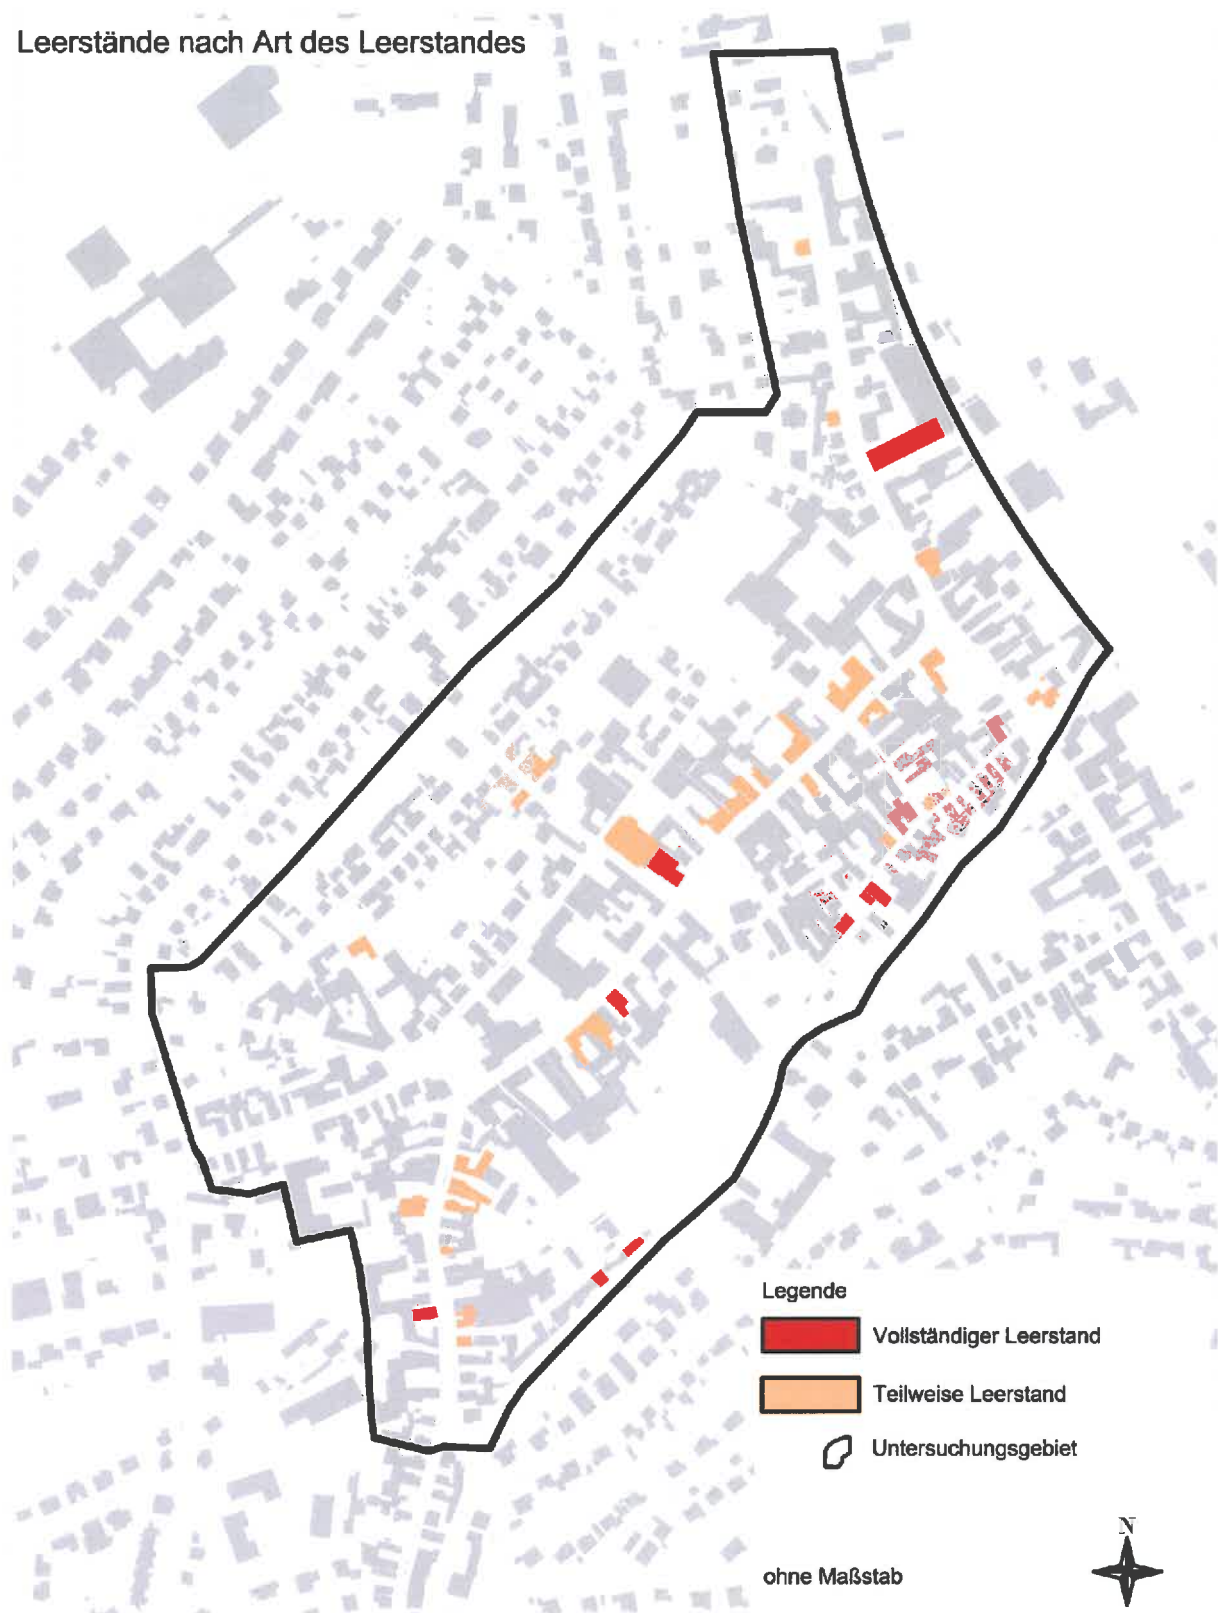 Leerstände nach Art des Leerstandes
Legende
Vollständiger Leerstand
Teilweise Leerstand
Untersuchungsgebiet
N
ohne Maßstab